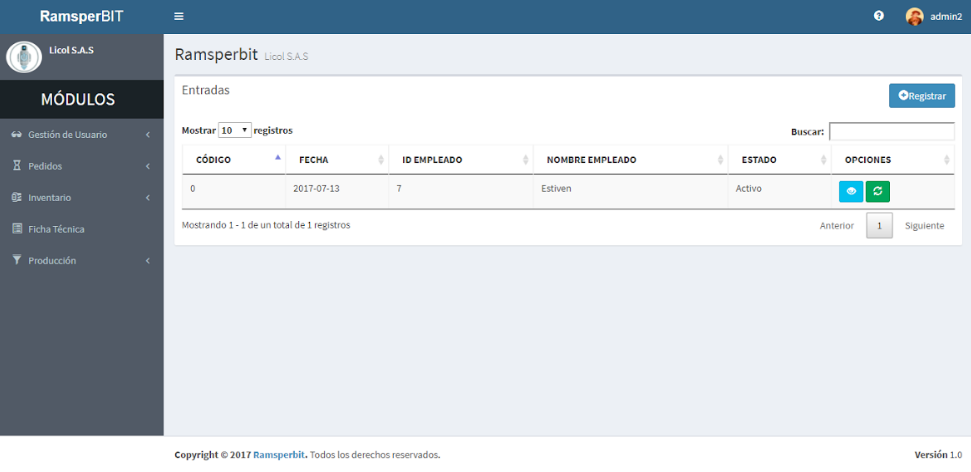 RamsperBIT
admin2
Licol S.A.S
MÓDULOS
Gestión de Usuario
Pedidos
Inventario
Ficha Técnica
Producción
Ramsperbit Licol S.A.S
Entradas
Registrar
Mostrar 10 registros
Buscar:
CÓDIGO FECHA ID EMPLEADO NOMBRE EMPLEADO ESTADO OPCIONES
0 2017-07-13 7 Estiven Activo
Mostrando 1 - 1 de un total de 1 registros
Anterior 1 Siguiente
Copyright © 2017 Ramsperbit. Todos los derechos reservados.
Versión 1.0